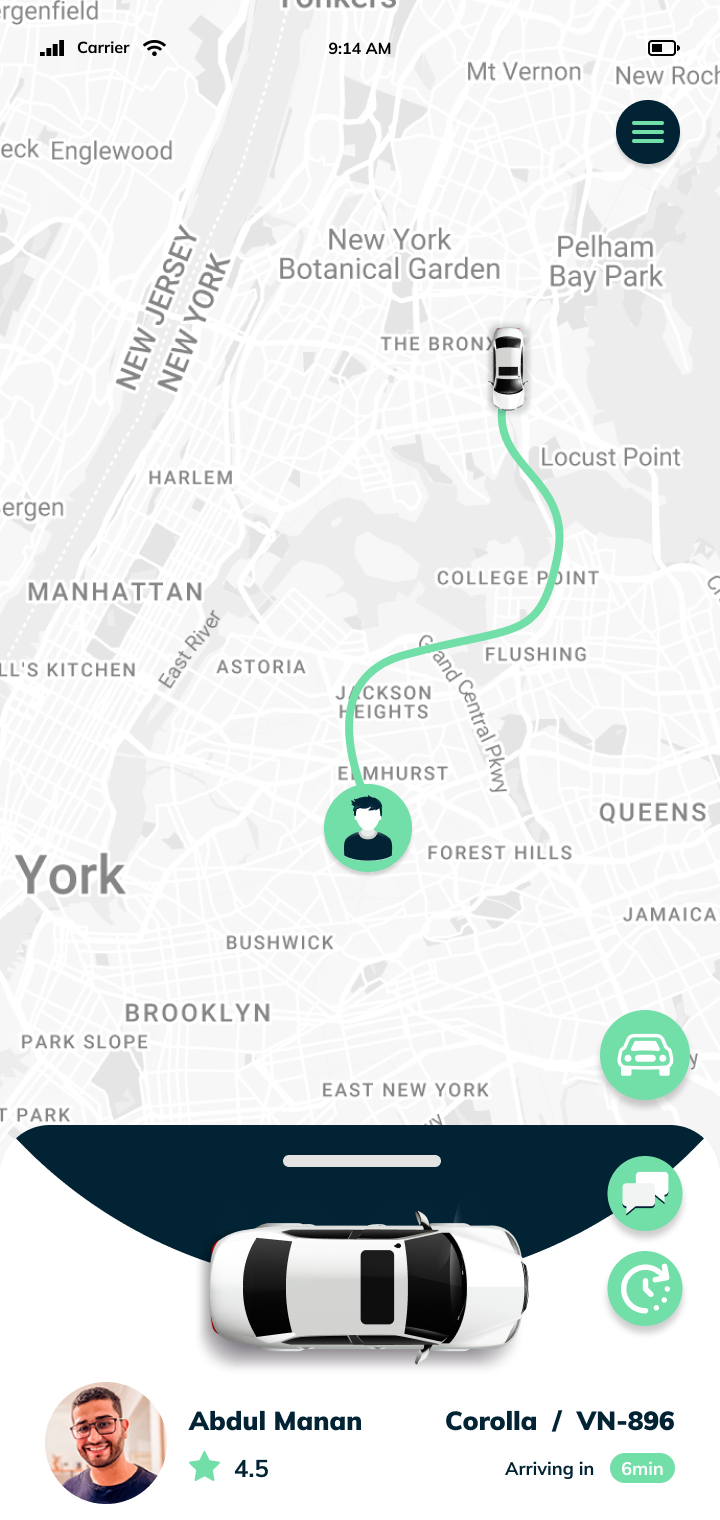 ergenfield
Yonkers
Carrier
9:14 AM
Mt Vernon
New Roch
eck
Englewood
NEW JERSEY
NEW YORK
New York
Botanical Garden
Pelham
Bay Park
THE BRONX
Locust Point
HARLEM
ergen
COLLEGE POINT
MANHATTAN
East River
FLUSHING
LL'S KITCHEN
ASTORIA
Grand Central Pkwy
JACKSON
HEIGHTS
ELMHURST
QUEENS
FOREST HILLS
York
JAMAICA
BUSHWICK
BROOKLYN
PARK SLOPE
EAST NEW YORK
T PARK
Abdul Manan
Corolla / VN-896
4.5
Arriving in 6min